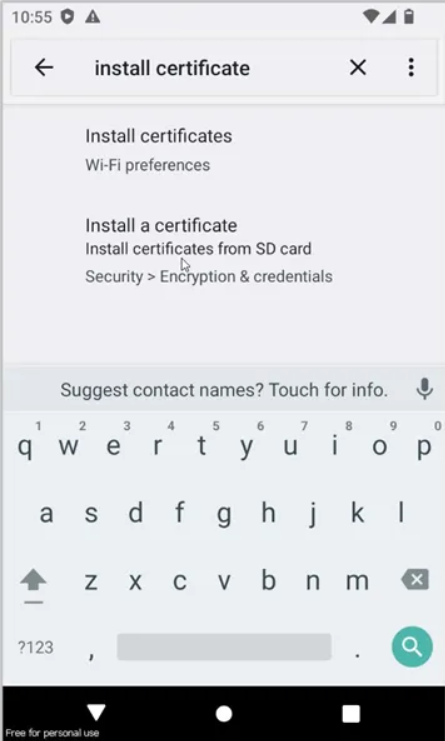 10:55
install certificate
Install certificates
Wi-Fi preferences
Install a certificate
Install certificates from SD card
Security > Encryption & credentials
Suggest contact names? Touch for info.
1 2 3 4 5 6 7 8 9 0
q w e r t y u i o p
a s d f g h j k l
z x c v b n m
?123 , .
Free for personal use